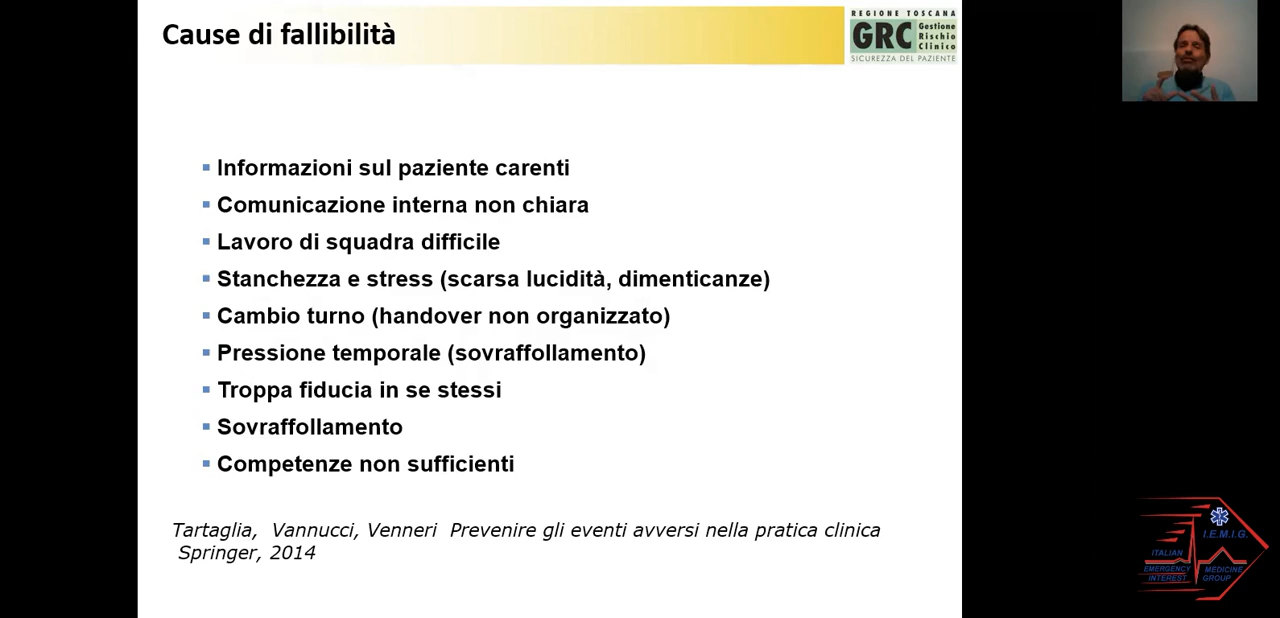 Cause di fallibilità
REGIONE TOSCANA
GRC Gestione
Rischio
Clinico
SICUREZZA DEL PAZIENTE
Informazioni sul paziente carenti
Comunicazione interna non chiara
Lavoro di squadra difficile
Stanchezza e stress (scarsa lucidità, dimenticanze)
Cambio turno (handover non organizzato)
Pressione temporale (sovraffollamento)
Troppa fiducia in se stessi
Sovraffollamento
Competenze non sufficienti
Tartaglia, Vannucci, Venneri Prevenire gli eventi avversi nella pratica clinica
Springer, 2014
I.E.M.I.G.
ITALIAN
EMERGENCY MEDICINE
INTEREST GROUP